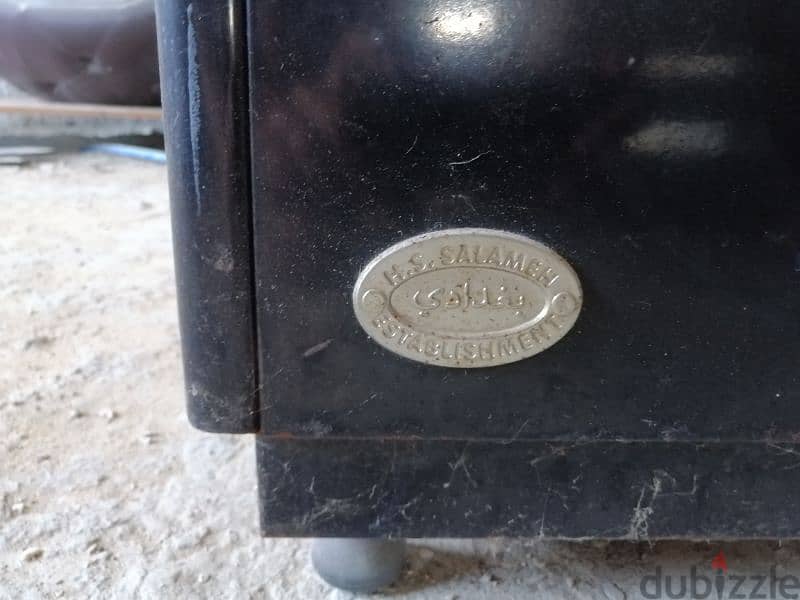 H.S. SALAMEH
بغدادي
ESTABLISHMENT
dubizzle